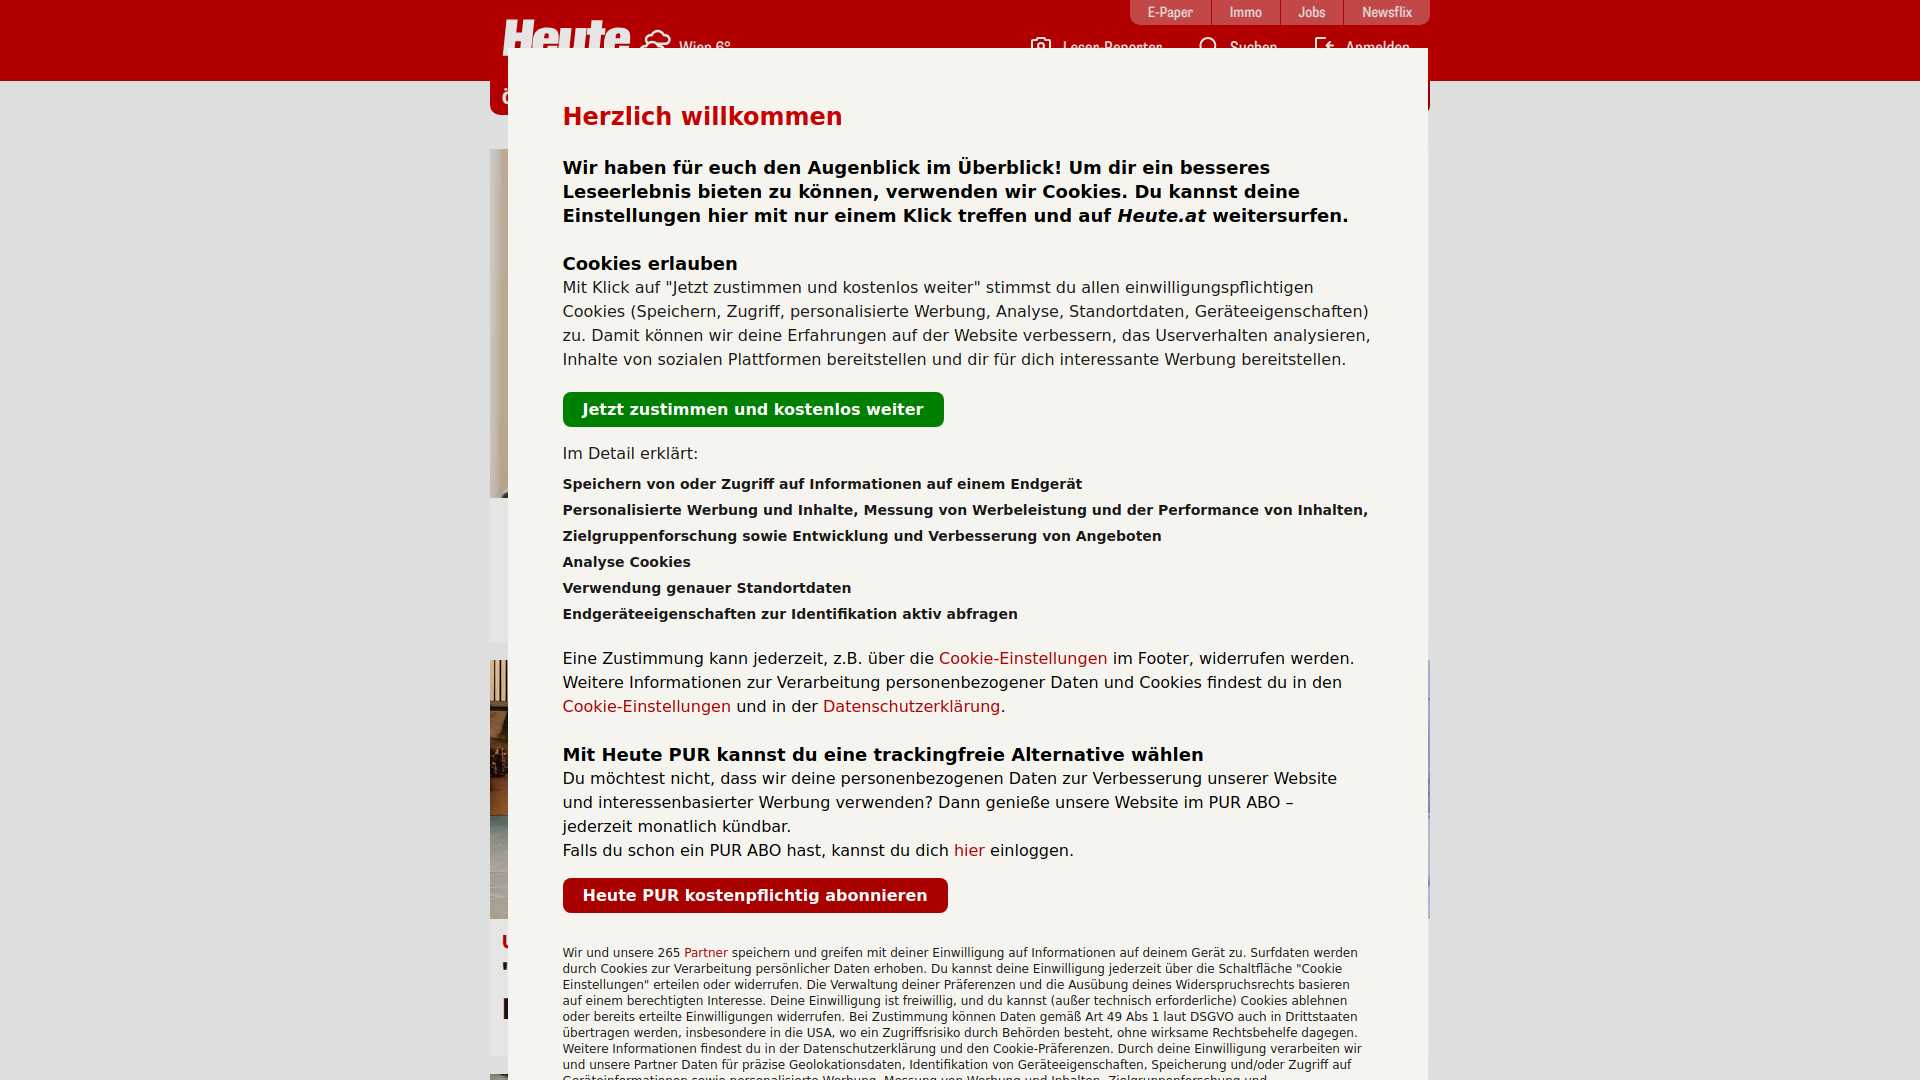 E-Paper
Immo
Jobs
Newsflix
Heute
Wien 6°
Leser-Reporter
Suchen
Anmelden
Herzlich willkommen
Wir haben für euch den Augenblick im Überblick! Um dir ein besseres
Leseerlebnis bieten zu können, verwenden wir Cookies. Du kannst deine
Einstellungen hier mit nur einem Klick treffen und auf Heute.at weitersurfen.
Cookies erlauben
Mit Klick auf "Jetzt zustimmen und kostenlos weiter" stimmst du allen einwilligungspflichtigen
Cookies (Speichern, Zugriff, personalisierte Werbung, Analyse, Standortdaten, Geräteeigenschaften)
zu. Damit können wir deine Erfahrungen auf der Website verbessern, das Userverhalten analysieren,
Inhalte von sozialen Plattformen bereitstellen und dir für dich interessante Werbung bereitstellen.
Jetzt zustimmen und kostenlos weiter
Im Detail erklärt:
Speichern von oder Zugriff auf Informationen auf einem Endgerät
Personalisierte Werbung und Inhalte, Messung von Werbeleistung und der Performance von Inhalten,
Zielgruppenforschung sowie Entwicklung und Verbesserung von Angeboten
Analyse Cookies
Verwendung genauer Standortdaten
Endgeräteeigenschaften zur Identifikation aktiv abfragen
Eine Zustimmung kann jederzeit, z.B. über die Cookie-Einstellungen im Footer, widerrufen werden.
Weitere Informationen zur Verarbeitung personenbezogener Daten und Cookies findest du in den
Cookie-Einstellungen und in der Datenschutzerklärung.
Mit Heute PUR kannst du eine trackingfreie Alternative wählen
Du möchtest nicht, dass wir deine personenbezogenen Daten zur Verbesserung unserer Website
und interessenbasierter Werbung verwenden? Dann genieße unsere Website im PUR ABO –
jederzeit monatlich kündbar.
Falls du schon ein PUR ABO hast, kannst du dich hier einloggen.
Heute PUR kostenpflichtig abonnieren
Wir und unsere 265 Partner speichern und greifen mit deiner Einwilligung auf Informationen auf deinem Gerät zu. Surfdaten werden
durch Cookies zur Verarbeitung persönlicher Daten erhoben. Du kannst deine Einwilligung jederzeit über die Schaltfläche "Cookie
Einstellungen" erteilen oder widerrufen. Die Verwaltung deiner Präferenzen und die Ausübung deines Widerspruchsrechts basieren
auf einem berechtigten Interesse. Deine Einwilligung ist freiwillig, und du kannst (außer technisch erforderliche) Cookies ablehnen
oder bereits erteilte Einwilligungen widerrufen. Bei Zustimmung können Daten gemäß Art 49 Abs 1 laut DSGVO auch in Drittstaaten
übertragen werden, insbesondere in die USA, wo ein Zugriffsrisiko durch Behörden besteht, ohne wirksame Rechtsbehelfe dagegen.
Weitere Informationen findest du in der Datenschutzerklärung und den Cookie-Präferenzen. Durch deine Einwilligung verarbeiten wir
und unsere Partner Daten für präzise Geolokationsdaten, Identifikation von Geräteeigenschaften, Speicherung und/oder Zugriff auf
Geräteinformationen sowie personalisierte Werbung, Messung von Werbung und Inhalten, Zielgruppenforschung und